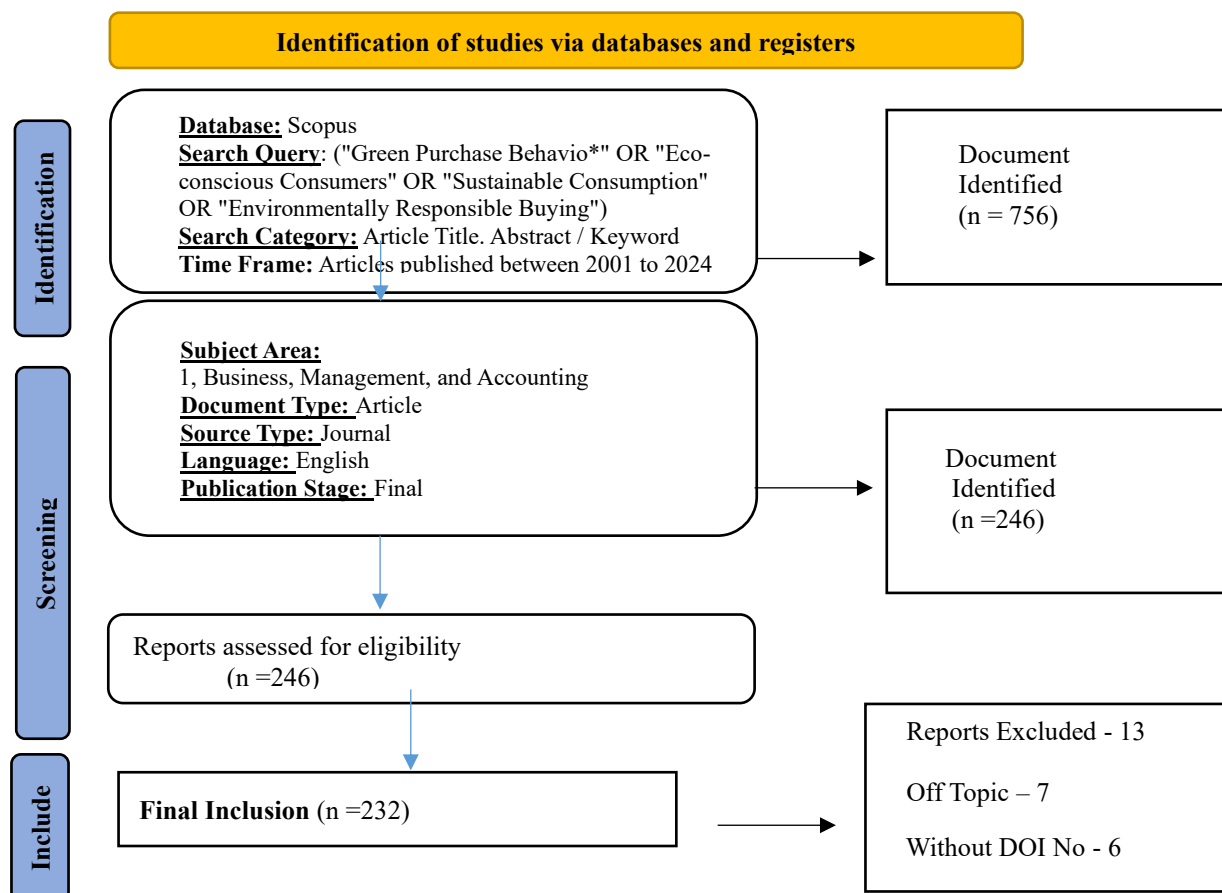 Identification of studies via databases and registers
Identification
Database: Scopus
Search Query: ("Green Purchase Behavio*" OR "Eco-
conscious Consumers" OR "Sustainable Consumption"
OR "Environmentally Responsible Buying")
Search Category: Article Title. Abstract / Keyword
Time Frame: Articles published between 2001 to 2024
Document
Identified
(n = 756)
Screening
Subject Area:
1, Business, Management, and Accounting
Document Type: Article
Source Type: Journal
Language: English
Publication Stage: Final
Document
Identified
(n =246)
Reports assessed for eligibility
(n =246)
Include
Final Inclusion (n =232)
Reports Excluded - 13
Off Topic – 7
Without DOI No - 6